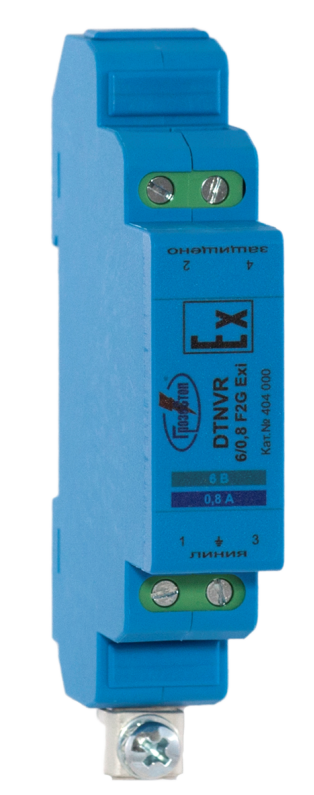 защищено
2 4
Ex
ГрозоСтоп
DTNVR
6/0,8 F2G Exi
Кат.№ 404 000
6 В
0,8 А
1 3
линия